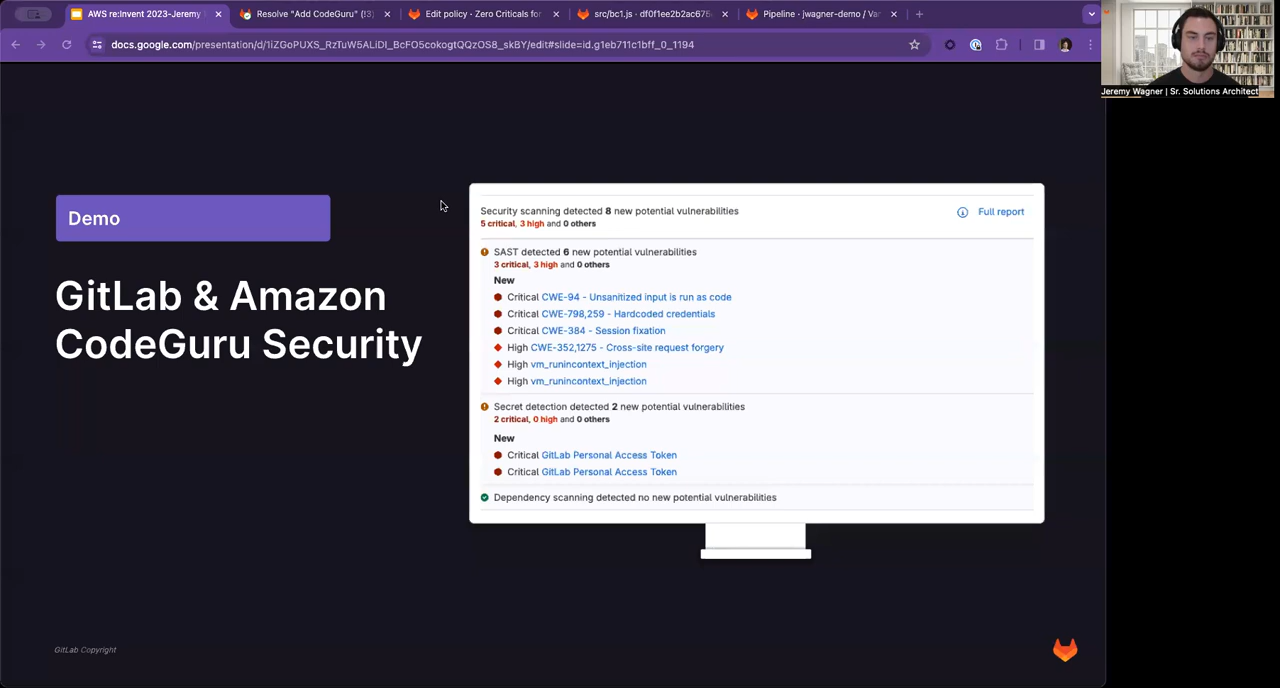 AWS re:Invent 2023-Jeremy
Resolve "Add CodeGuru" (!3)
Edit policy · Zero Criticals for
src/bc1.js · df0f1ee2b2ac675
Pipeline · jwagner-demo / Va
docs.google.com/presentation/d/1iZGoPUXS_RzTuW5ALiDI_BcFO5cokogtQQzOS8_skBY/edit#slide=id.g1eb711c1bff_0_1194
Jeremy Wagner | Sr. Solutions Architect
Demo
GitLab & Amazon
CodeGuru Security
Security scanning detected 8 new potential vulnerabilities
5 critical, 3 high and 0 others
Full report
SAST detected 6 new potential vulnerabilities
3 critical, 3 high and 0 others
New
Critical CWE-94 - Unsanitized input is run as code
Critical CWE-798,259 - Hardcoded credentials
Critical CWE-384 - Session fixation
High CWE-352,1275 - Cross-site request forgery
High vm_runincontext_injection
High vm_runincontext_injection
Secret detection detected 2 new potential vulnerabilities
2 critical, 0 high and 0 others
New
Critical GitLab Personal Access Token
Critical GitLab Personal Access Token
Dependency scanning detected no new potential vulnerabilities
GitLab Copyright